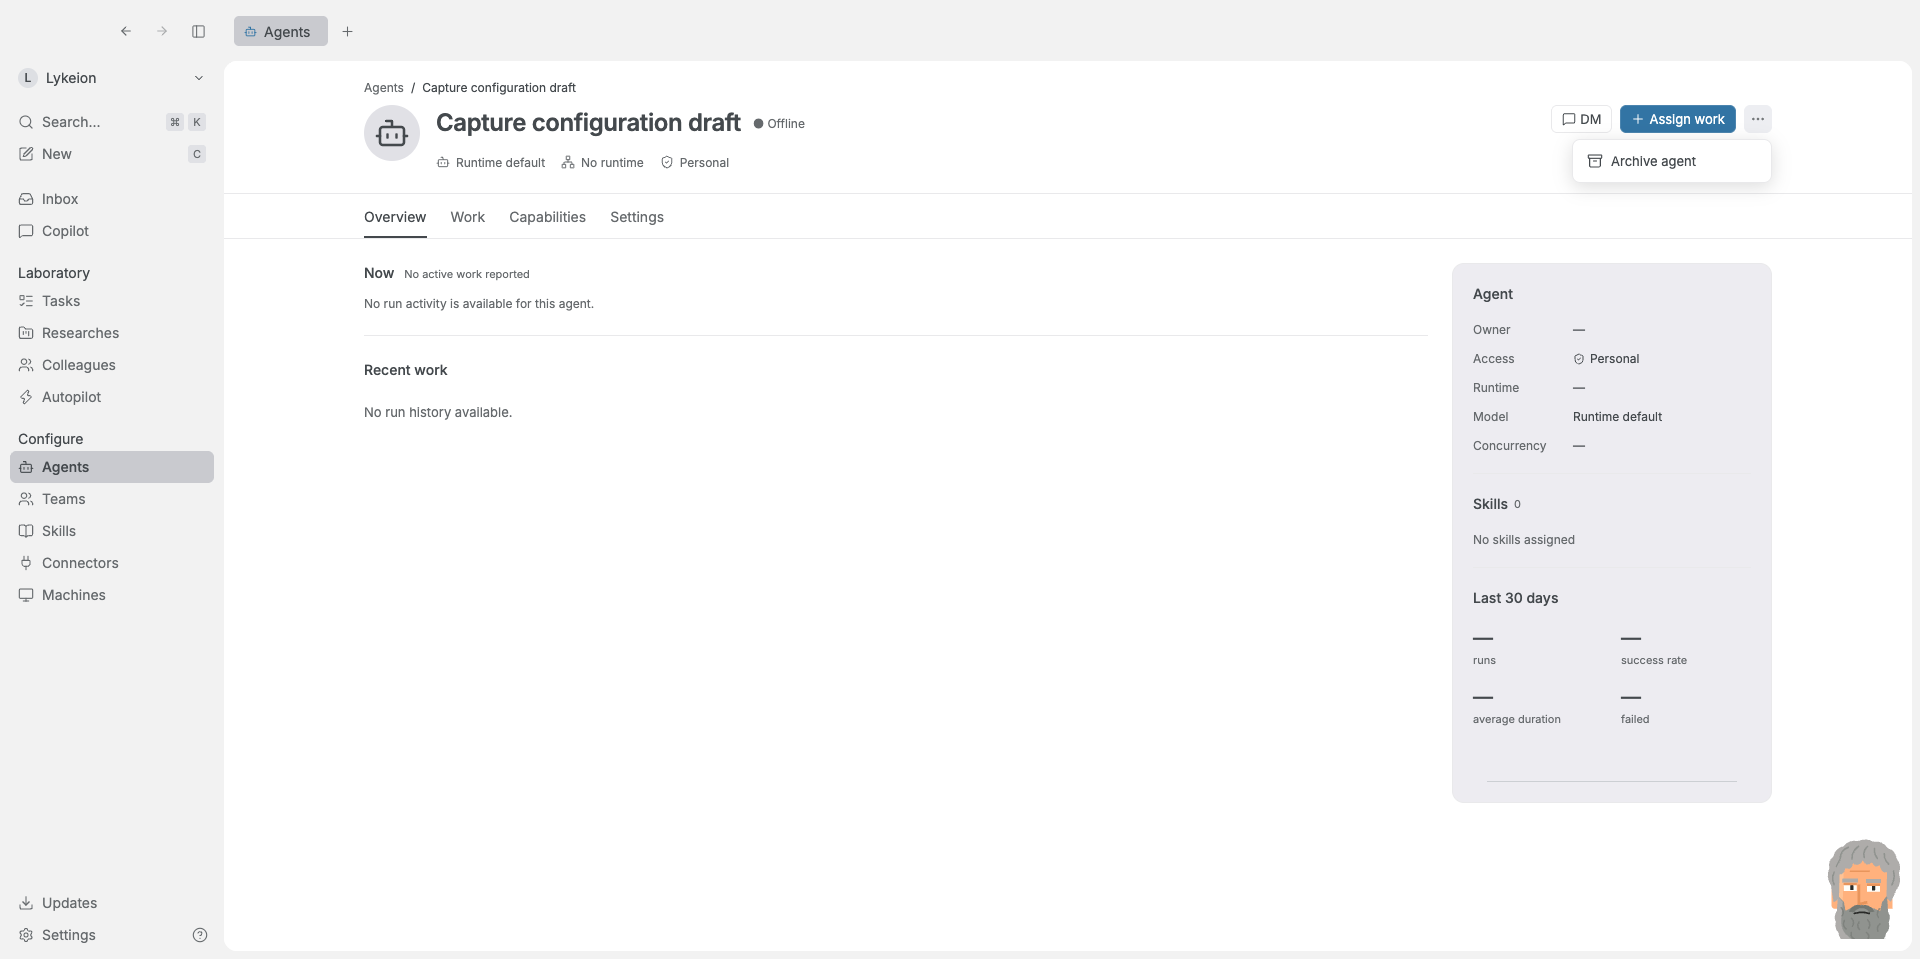 Agents
L Lykeion
Search... ⌘ K
New C
Inbox
Copilot
Laboratory
Tasks
Researches
Colleagues
Autopilot
Configure
Agents
Teams
Skills
Connectors
Machines
Updates
Settings
Agents / Capture configuration draft
Capture configuration draft Offline
Runtime default No runtime Personal
DM + Assign work
Archive agent
Overview Work Capabilities Settings
Now No active work reported
No run activity is available for this agent.
Recent work
No run history available.
Agent
Owner —
Access Personal
Runtime —
Model Runtime default
Concurrency —
Skills 0
No skills assigned
Last 30 days
— —
runs success rate
— —
average duration failed